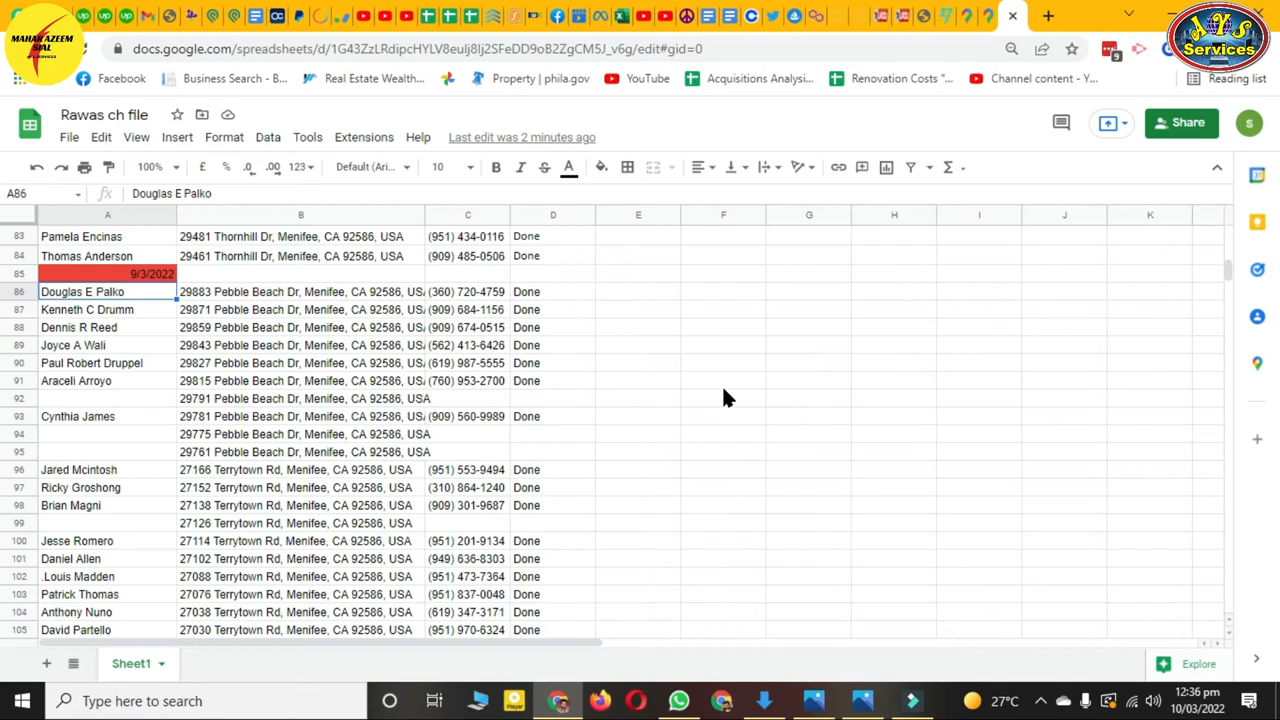 MAHAR AZEEM
SIAL
AYS
Services
docs.google.com/spreadsheets/d/1G43ZzLRdipcHYLV8eulj8lj2SFeDD9oB2ZgCM5J_v6g/edit#gid=0
9
Facebook Business Search - B... Real Estate Wealth... Property | phila.gov YouTube Acquisitions Analysi... Renovation Costs "... Channel content - Y... Reading list
Rawas ch file
File Edit View Insert Format Data Tools Extensions Help Last edit was 2 minutes ago
Share
S
100% £ % .0 .00 123 Default (Ari... 10 B I S A
A86 fx Douglas E Palko
A B C D E F G H I J K
83 Pamela Encinas 29481 Thornhill Dr, Menifee, CA 92586, USA (951) 434-0116 Done
84 Thomas Anderson 29461 Thornhill Dr, Menifee, CA 92586, USA (909) 485-0506 Done
85 9/3/2022
86 Douglas E Palko 29883 Pebble Beach Dr, Menifee, CA 92586, USA (360) 720-4759 Done
87 Kenneth C Drumm 29871 Pebble Beach Dr, Menifee, CA 92586, USA (909) 684-1156 Done
88 Dennis R Reed 29859 Pebble Beach Dr, Menifee, CA 92586, USA (909) 674-0515 Done
89 Joyce A Wali 29843 Pebble Beach Dr, Menifee, CA 92586, USA (562) 413-6426 Done
90 Paul Robert Druppel 29827 Pebble Beach Dr, Menifee, CA 92586, USA (619) 987-5555 Done
91 Araceli Arroyo 29815 Pebble Beach Dr, Menifee, CA 92586, USA (760) 953-2700 Done
92 29791 Pebble Beach Dr, Menifee, CA 92586, USA
93 Cynthia James 29781 Pebble Beach Dr, Menifee, CA 92586, USA (909) 560-9989 Done
94 29775 Pebble Beach Dr, Menifee, CA 92586, USA
95 29761 Pebble Beach Dr, Menifee, CA 92586, USA
96 Jared Mcintosh 27166 Terrytown Rd, Menifee, CA 92586, USA (951) 553-9494 Done
97 Ricky Groshong 27152 Terrytown Rd, Menifee, CA 92586, USA (310) 864-1240 Done
98 Brian Magni 27138 Terrytown Rd, Menifee, CA 92586, USA (909) 301-9687 Done
99 27126 Terrytown Rd, Menifee, CA 92586, USA
100 Jesse Romero 27114 Terrytown Rd, Menifee, CA 92586, USA (951) 201-9134 Done
101 Daniel Allen 27102 Terrytown Rd, Menifee, CA 92586, USA (949) 636-8303 Done
102 .Louis Madden 27088 Terrytown Rd, Menifee, CA 92586, USA (951) 473-7364 Done
103 Patrick Thomas 27076 Terrytown Rd, Menifee, CA 92586, USA (951) 837-0048 Done
104 Anthony Nuno 27038 Terrytown Rd, Menifee, CA 92586, USA (619) 347-3171 Done
105 David Partello 27030 Terrytown Rd, Menifee, CA 92586, USA (951) 970-6324 Done
Sheet1 Explore
Type here to search
27°C
12:36 pm
10/03/2022